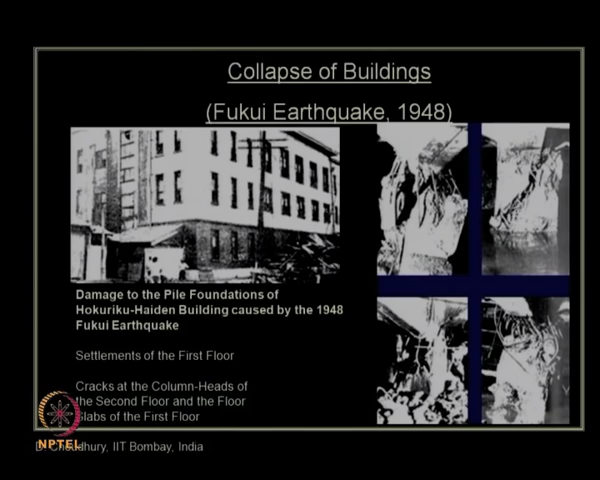 Collapse of Buildings
(Fukui Earthquake, 1948)
Damage to the Pile Foundations of
Hokuriku-Haiden Building caused by the 1948
Fukui Earthquake
Settlements of the First Floor
Cracks at the Column-Heads of
the Second Floor and the Floor
Slabs of the First Floor
NPTEL
D. Choudhury, IIT Bombay, India